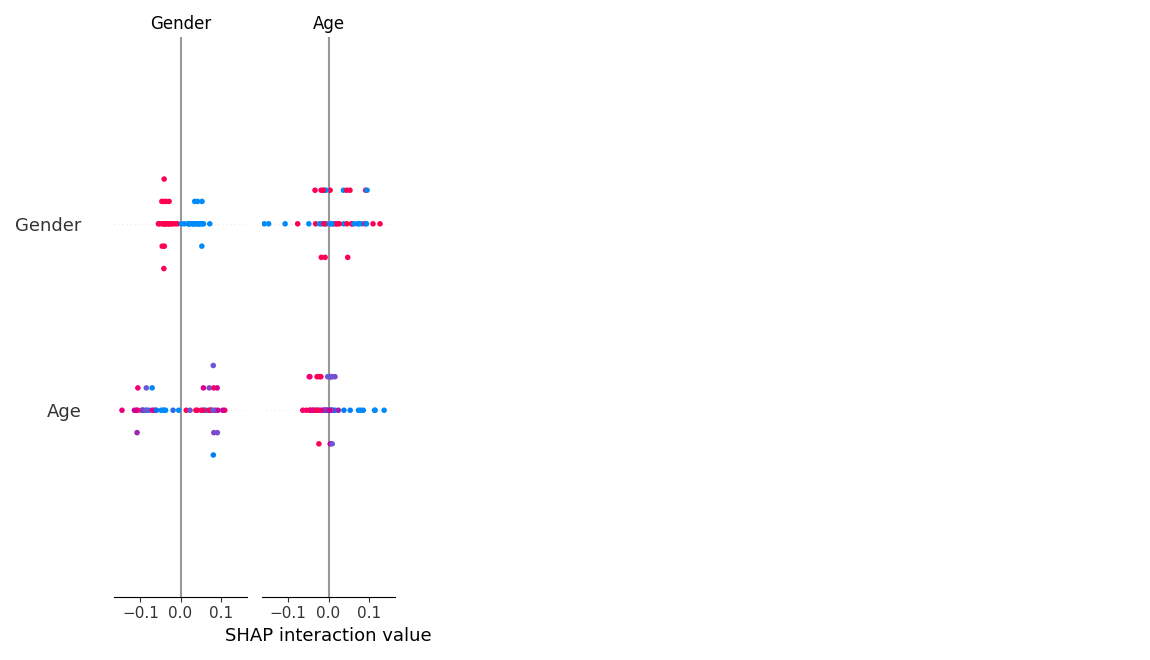 Gender Age
Gender
Age
−0.1 0.0 0.1 −0.1 0.0 0.1
SHAP interaction value